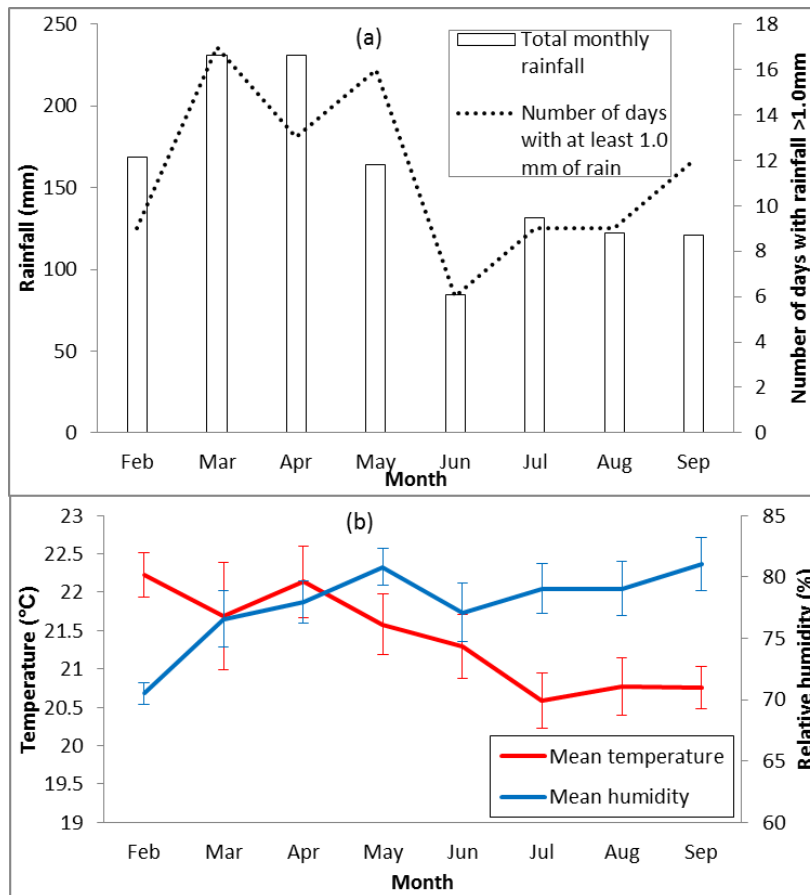 (a)
Total monthly
rainfall
Number of days
with at least 1.0
mm of rain
Rainfall (mm)
250
200
150
100
50
0
Number of days with rainfall >1.0mm
18
16
14
12
10
8
6
4
2
0
Feb Mar Apr May Jun Jul Aug Sep
Month
(b)
Temperature (°C)
23
22.5
22
21.5
21
20.5
20
19.5
19
Relative humidity (%)
85
80
75
70
65
60
Mean temperature
Mean humidity
Feb Mar Apr May Jun Jul Aug Sep
Month